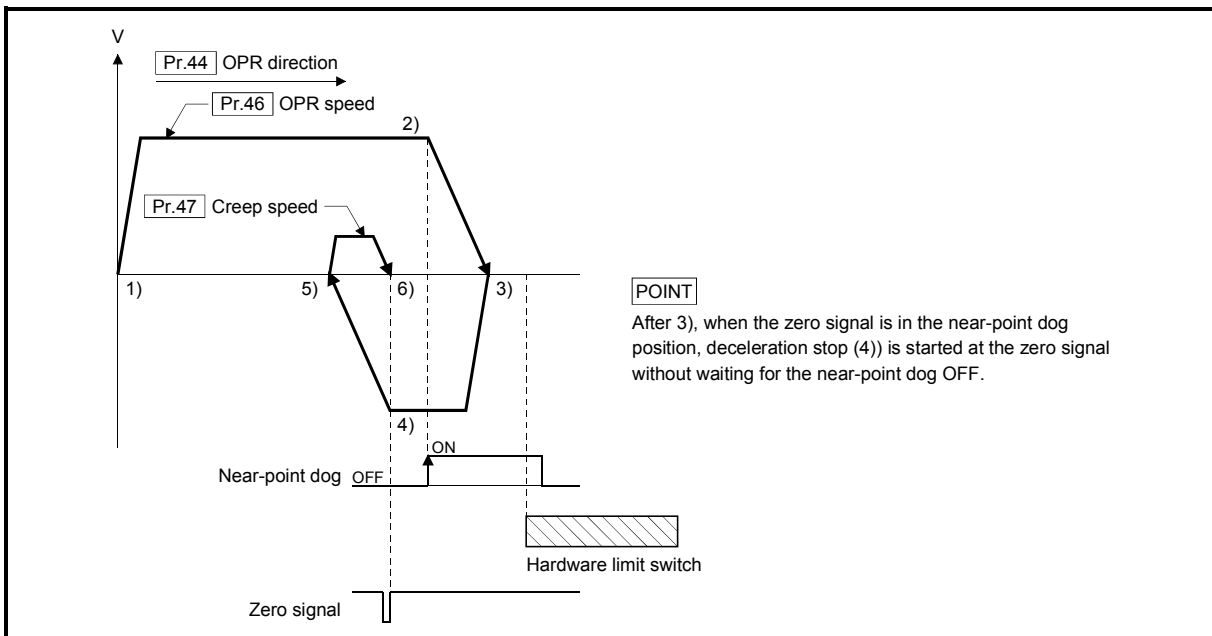 V
Pr.44 OPR direction
Pr.46 OPR speed
2)
Pr.47 Creep speed
1)
5)
6)
3)
POINT
After 3), when the zero signal is in the near-point dog
position, deceleration stop (4)) is started at the zero signal
without waiting for the near-point dog OFF.
4)
ON
Near-point dog OFF
Hardware limit switch
Zero signal